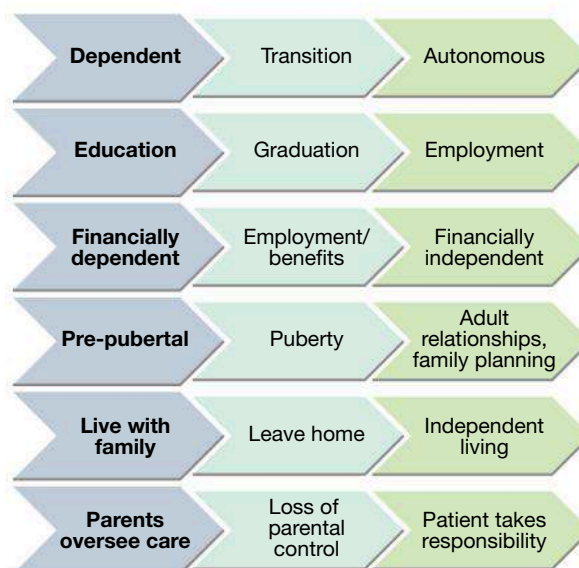 Dependent
Transition
Autonomous
Education
Graduation
Employment
Financially
dependent
Employment/
benefits
Financially
independent
Pre-pubertal
Puberty
Adult
relationships,
family planning
Live with
family
Leave home
Independent
living
Parents
oversee care
Loss of
parental
control
Patient takes
responsibility